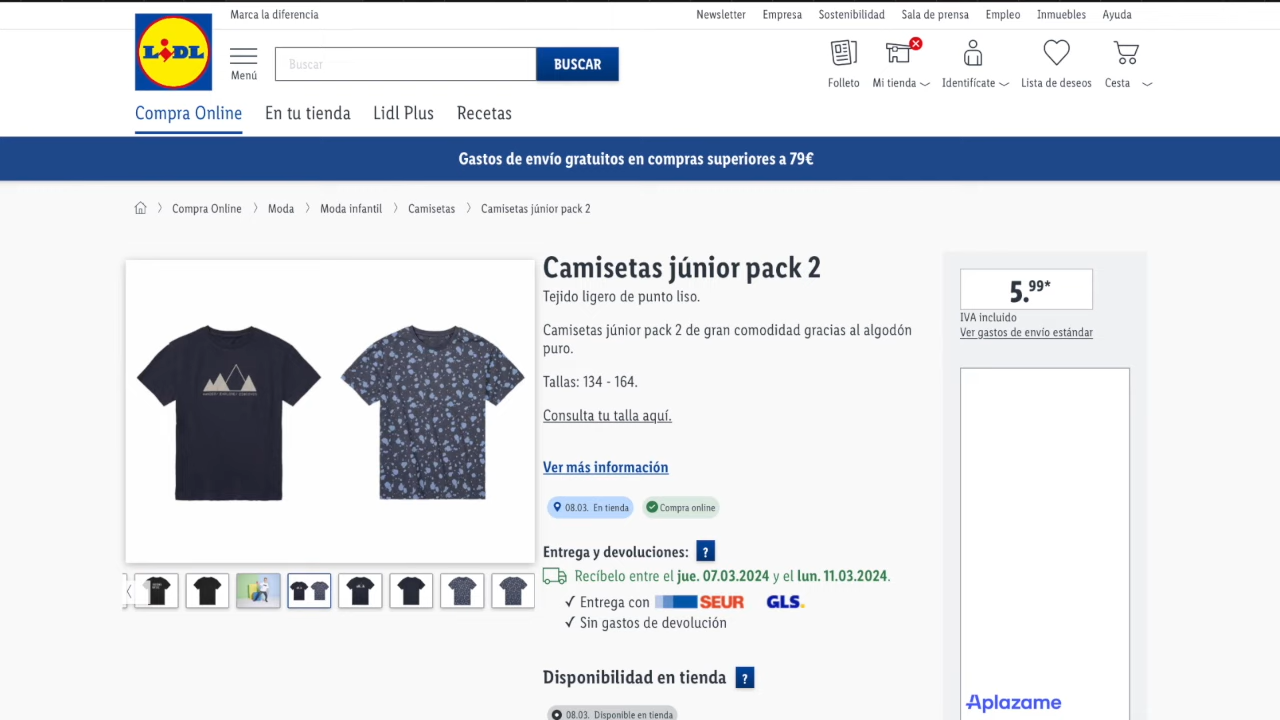 Marca la diferencia
Newsletter Empresa Sostenibilidad Sala de prensa Empleo Inmuebles Ayuda
LIDL
Menú
Buscar
BUSCAR
Folleto Mi tienda Identifícate Lista de deseos Cesta
Compra Online En tu tienda Lidl Plus Recetas
Gastos de envío gratuitos en compras superiores a 79€
Compra Online Moda Moda infantil Camisetas Camisetas júnior pack 2
Camisetas júnior pack 2
Tejido ligero de punto liso.
Camisetas júnior pack 2 de gran comodidad gracias al algodón
puro.
Tallas: 134 - 164.
Consulta tu talla aquí.
Ver más información
08.03. En tienda Compra online
Entrega y devoluciones: ?
Recíbelo entre el jue. 07.03.2024 y el lun. 11.03.2024.
✓ Entrega con SEUR GLS.
✓ Sin gastos de devolución
Disponibilidad en tienda ?
08.03. Disponible en tienda
5.99*
IVA incluido
Ver gastos de envío estándar
Aplazame